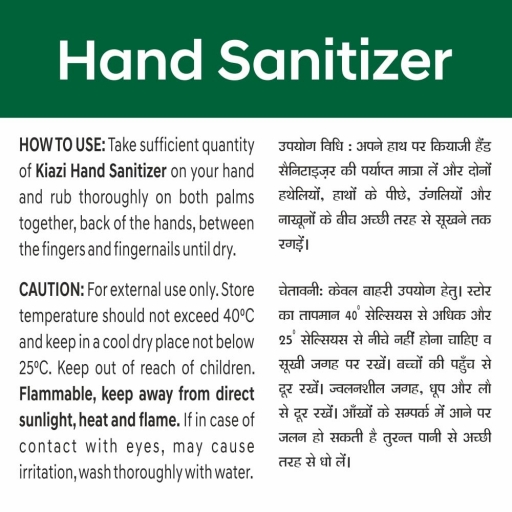 Hand Sanitizer
HOW TO USE: Take sufficient quantity
of Kiazi Hand Sanitizer on your hand
and rub thoroughly on both palms
together, back of the hands, between
the fingers and fingernails until dry.
CAUTION: For external use only. Store
temperature should not exceed 40ºC
and keep in a cool dry place not below
25ºC. Keep out of reach of children.
Flammable, keep away from direct
sunlight, heat and flame. If in case of
contact with eyes, may cause
irritation, wash thoroughly with water.
उपयोग विधि : अपने हाथ पर कियाजी हैंड
सैनिटाइज़र की पर्याप्त मात्रा लें और दोनों
हथेलियों, हाथों के पीछे, उंगलियों और
नाखूनों के बीच अच्छी तरह से सूखने तक
रगड़ें।
चेतावनी: केवल बाहरी उपयोग हेतु। स्टोर
का तापमान 40° सेल्सियस से अधिक और
25° सेल्सियस से नीचे नहीं होना चाहिए व
सूखी जगह पर रखें। बच्चों की पहुँच से
दूर रखें। ज्वलनशील जगह, धूप और लौ
से दूर रखें। आँखों के सम्पर्क में आने पर
जलन हो सकती है तुरन्त पानी से अच्छी
तरह से धो लें।